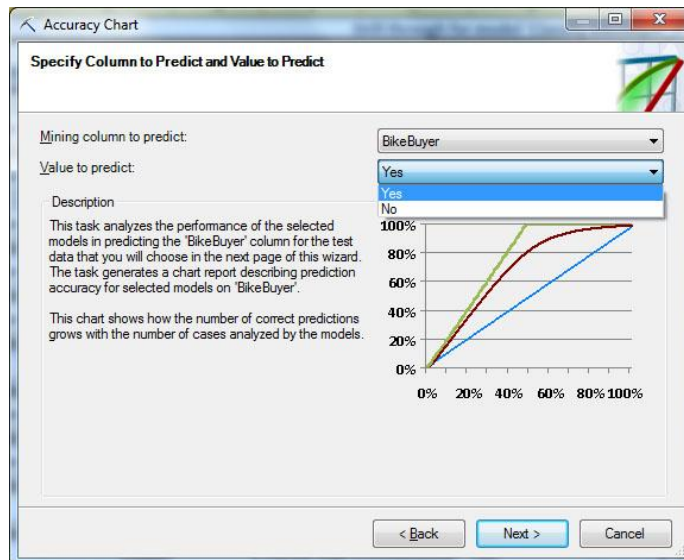 Accuracy Chart
Specify Column to Predict and Value to Predict
Mining column to predict:
BikeBuyer
Value to predict:
Yes
Yes
No
Description
This task analyzes the performance of the selected
models in predicting the 'BikeBuyer' column for the test
data that you will choose in the next page of this wizard.
The task generates a chart report describing prediction
accuracy for selected models on 'BikeBuyer'.
This chart shows how the number of correct predictions
grows with the number of cases analyzed by the models.
100%
80%
60%
40%
20%
0%
0% 20% 40% 60% 80% 100%
< Back
Next >
Cancel